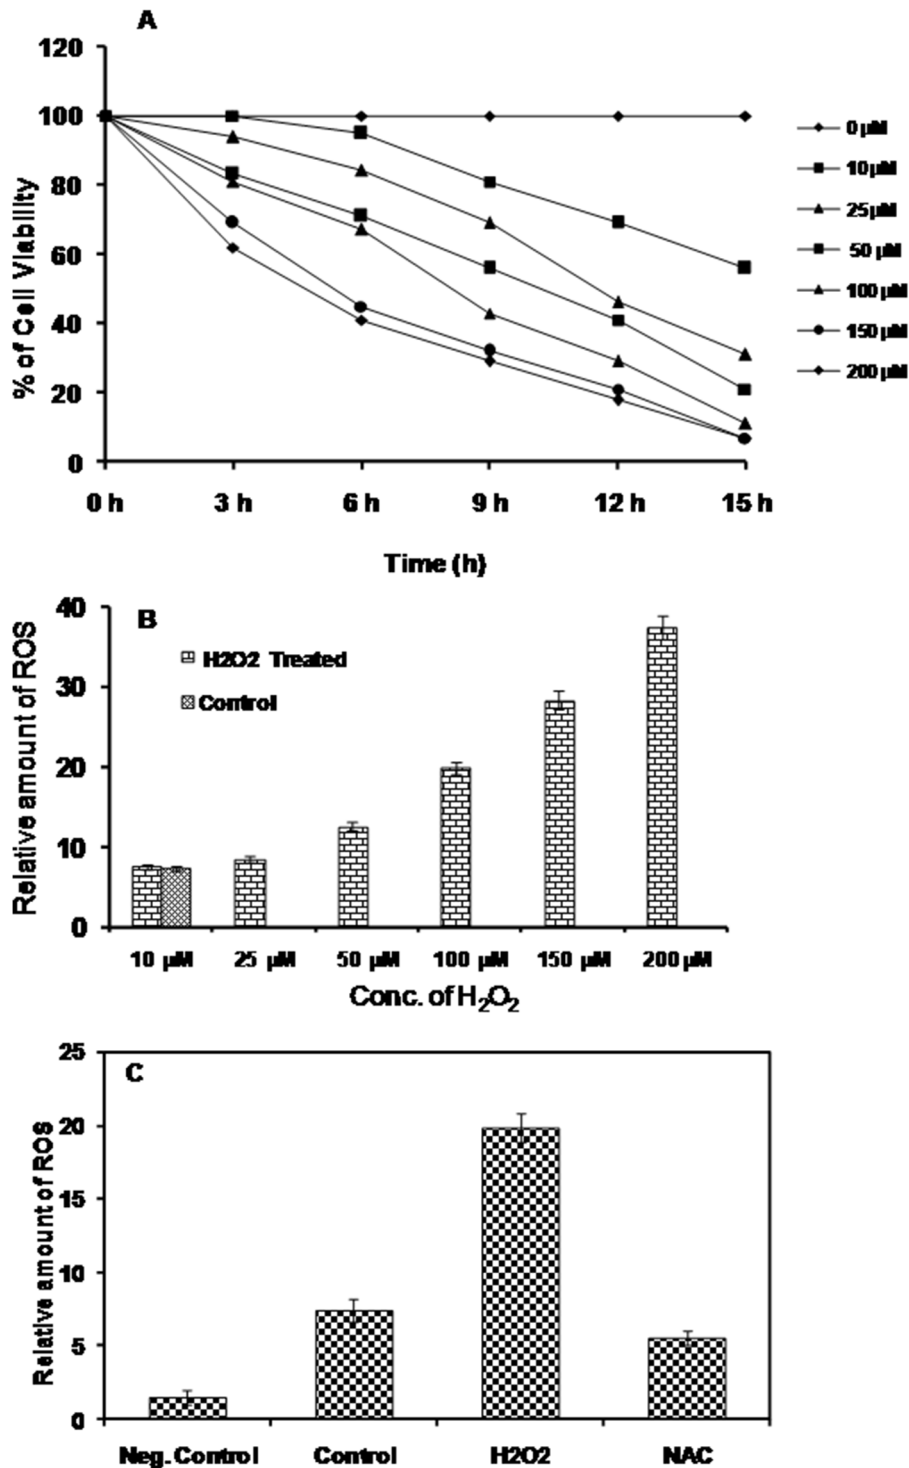 A
120
100
80
60
40
20
0
% of Cell Viability
0 h 3 h 6 h 9 h 12 h 15 h
Time (h)
0 µM
10 µM
25 µM
50 µM
100 µM
150 µM
200 µM
B
40
30
20
10
0
Relative amount of ROS
H2O2 Treated
Control
10 µM 25 µM 50 µM 100 µM 150 µM 200 µM
Conc. of H₂O₂
C
25
20
15
10
5
0
Relative amount of ROS
Neg. Control Control H2O2 NAC